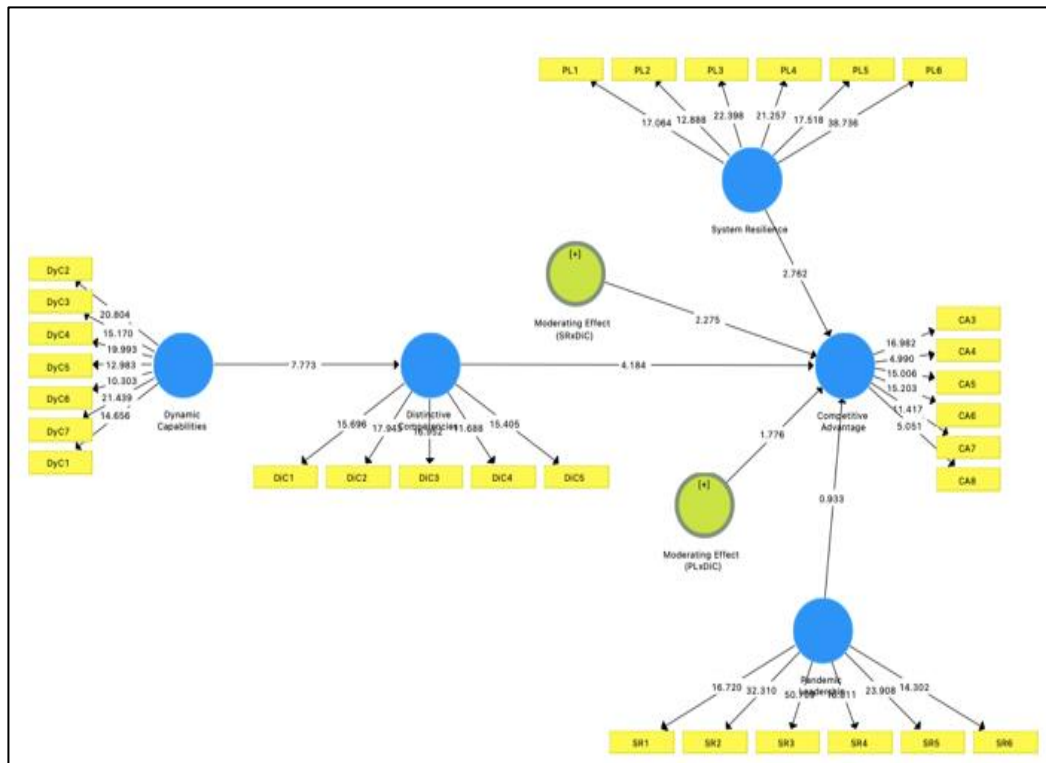 PL1 PL2 PL3 PL4 PL5 PL6
17.064 12.888 22.398 21.257 17.518 38.736
System Resilience
2.762
[+]
Moderating Effect
(SRxDiC)
2.275
DyC2
DyC3
DyC4
DyC5
DyC6
DyC7
DyC1
20.804
15.170
19.993
12.983
10.303
21.439
14.656
Dynamic
Capabilities
7.773
Distinctive
Competencies
4.184
15.696 17.943 16.952 11.688 15.405
DiC1 DiC2 DiC3 DiC4 DiC5
Competitive
Advantage
16.982
4.990
15.006
15.203
11.417
5.051
CA3
CA4
CA5
CA6
CA7
CA8
1.776
[+]
Moderating Effect
(PLxDiC)
0.933
Pandemic
Leadership
16.720 32.310 23.908 14.302
SR1 SR2 SR3 SR4 SR5 SR6